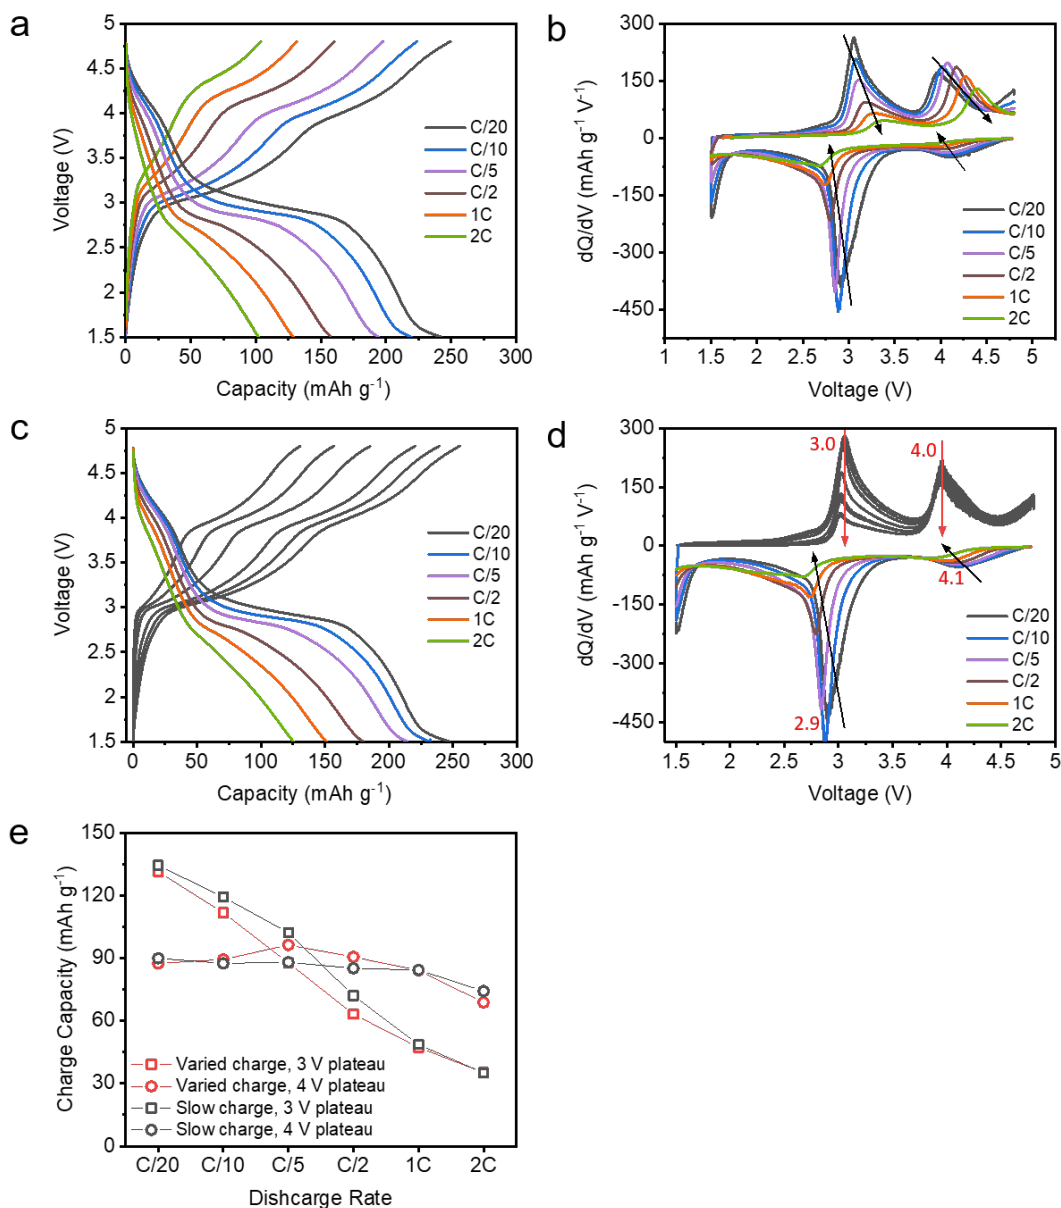 a
5
4.5
4
3.5
3
2.5
2
1.5
0 50 100 150 200 250 300
Voltage (V)
Capacity (mAh g⁻¹)
C/20
C/10
C/5
C/2
1C
2C
b
300
150
0
-150
-300
-450
1 1.5 2 2.5 3 3.5 4 4.5 5
dQ/dV (mAh g⁻¹ V⁻¹)
Voltage (V)
C/20
C/10
C/5
C/2
1C
2C
c
5
4.5
4
3.5
3
2.5
2
1.5
0 50 100 150 200 250 300
Voltage (V)
Capacity (mAh g⁻¹)
C/20
C/10
C/5
C/2
1C
2C
d
300
150
0
-150
-300
-450
1.5 2 2.5 3 3.5 4 4.5 5
dQ/dV (mAh g⁻¹ V⁻¹)
Voltage (V)
3.0
4.0
4.1
2.9
C/20
C/10
C/5
C/2
1C
2C
e
150
120
90
60
30
0
C/20 C/10 C/5 C/2 1C 2C
Charge Capacity (mAh g⁻¹)
Dishcarge Rate
Varied charge, 3 V plateau
Varied charge, 4 V plateau
Slow charge, 3 V plateau
Slow charge, 4 V plateau